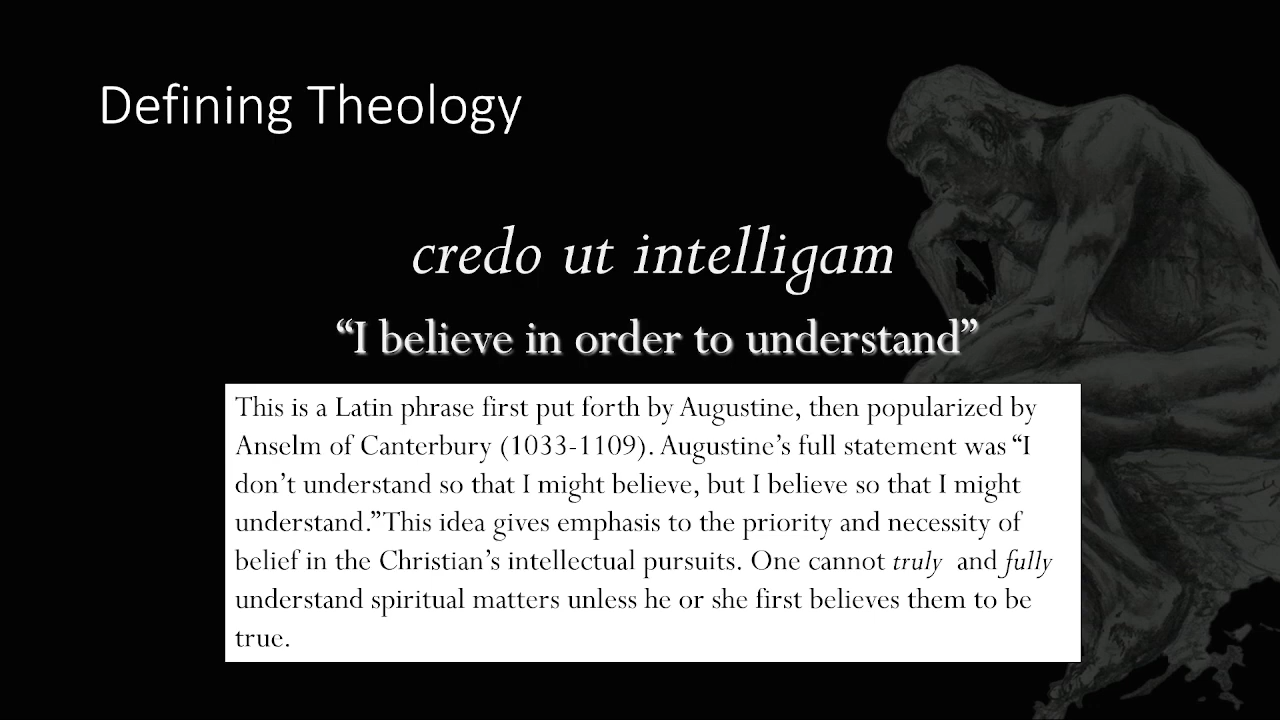 Defining Theology
credo ut intelligam
“I believe in order to understand”
This is a Latin phrase first put forth by Augustine, then popularized by
Anselm of Canterbury (1033-1109). Augustine’s full statement was “I
don’t understand so that I might believe, but I believe so that I might
understand.” This idea gives emphasis to the priority and necessity of
belief in the Christian’s intellectual pursuits. One cannot truly and fully
understand spiritual matters unless he or she first believes them to be
true.